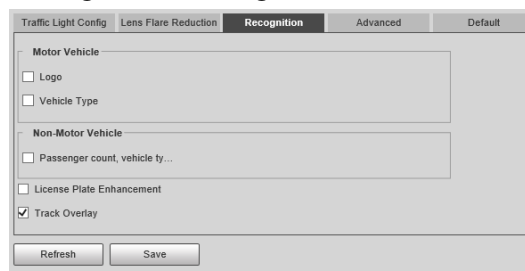 Traffic Light Config Lens Flare Reduction Recognition Advanced Default
Motor Vehicle
Logo
Vehicle Type
Non-Motor Vehicle
Passenger count, vehicle ty...
License Plate Enhancement
Track Overlay
Refresh Save